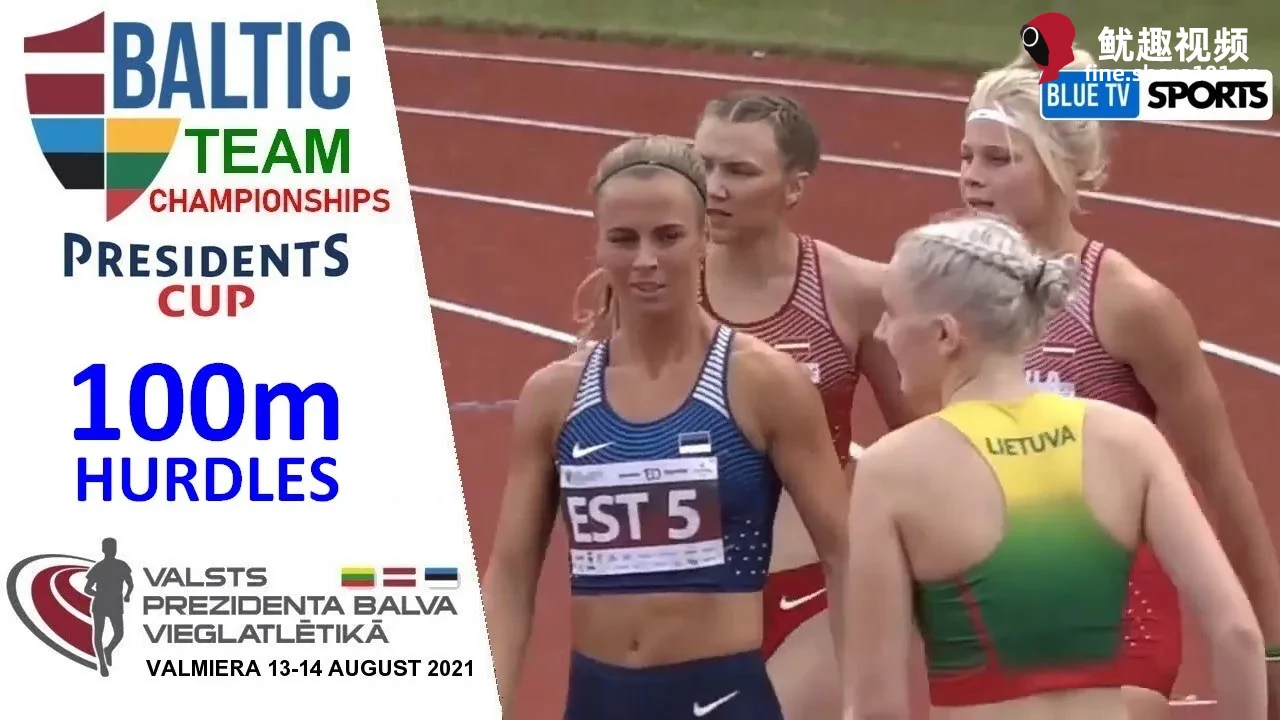 BALTIC
TEAM
CHAMPIONSHIPS
PRESIDENTS
CUP
100m
HURDLES
VALSTS
PREZIDENTA BALVA
VIEGLATLĒTIKĀ
VALMIERA 13-14 AUGUST 2021
鱿趣视频
BLUE TV SPORTS
EST 5
LIETUVA